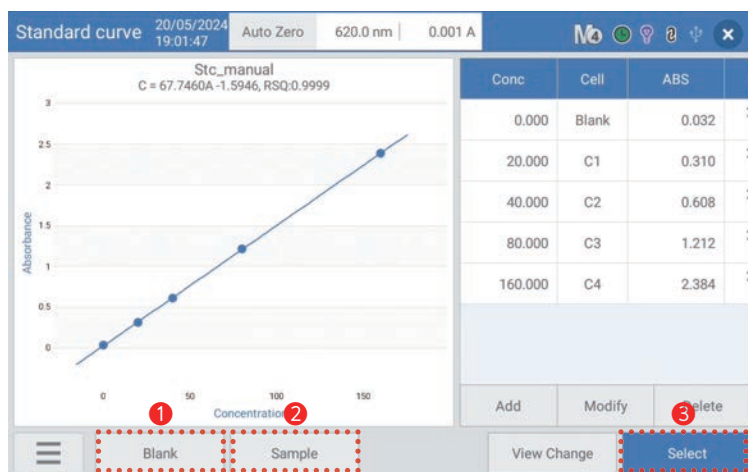 Standard curve
20/05/2024
19:01:47
Auto Zero
620.0 nm
0.001 A
M4
Stc_manual
C = 67.7460A -1.5946, RSQ:0.9999
3
2.5
2
1.5
1
0.5
0
Absorbance
0 50 100 150
Concentration
Conc Cell ABS
0.000 Blank 0.032
20.000 C1 0.310
40.000 C2 0.608
80.000 C3 1.212
160.000 C4 2.384
Add Modify Delete
1 2 3
Blank Sample View Change Select